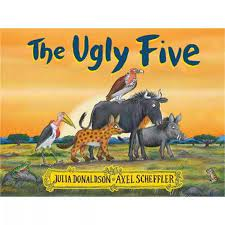 The Ugly Five
JULIA DONALDSON • AXEL SCHEFFLER